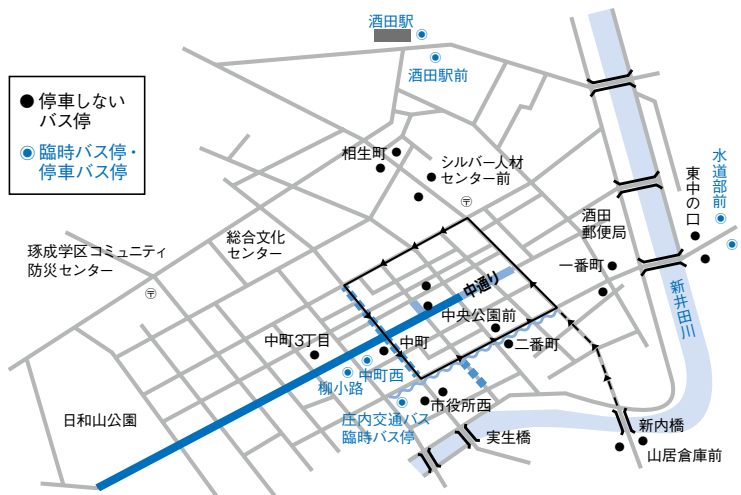 酒田駅
酒田駅前
● 停車しない
バス停
◉ 臨時バス停・
停車バス停
相生町
シルバー人材
センター前
〒
水道部前
東中の口
酒田
郵便局
一番町
新井田川
総合文化
センター
琢成学区コミュニティ
防災センター
〒
中通り
中央公園前
二番町
中町3丁目
中町
中町西
柳小路
庄内交通バス
臨時バス停
市役所西
日和山公園
実生橋
新内橋
山居倉庫前